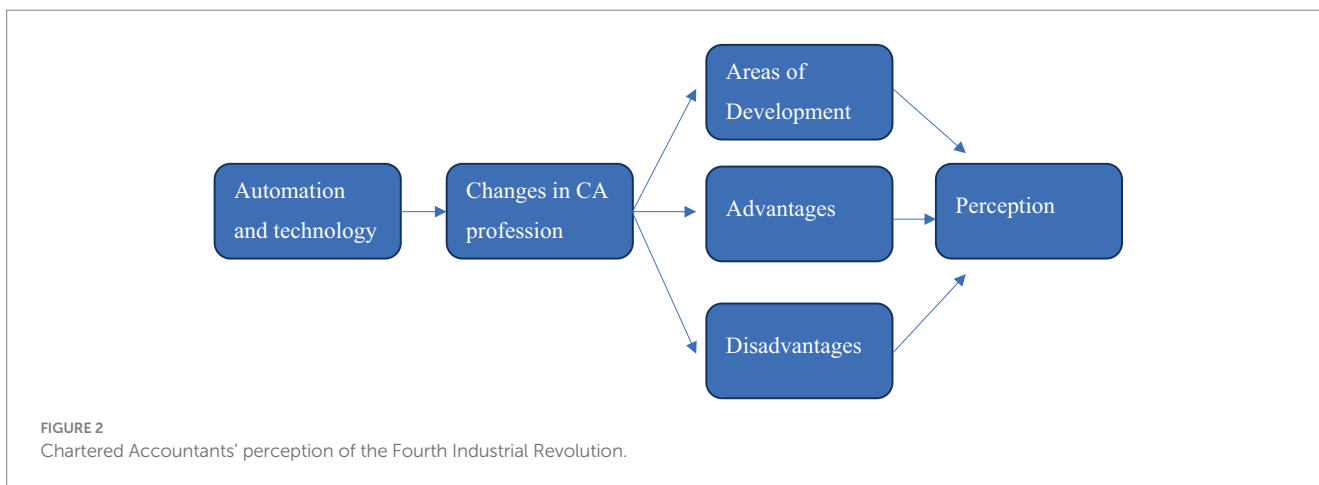 Areas of
Development
Automation
and technology
Changes in CA
profession
Advantages
Perception
Disadvantages
FIGURE 2
Chartered Accountants’ perception of the Fourth Industrial Revolution.